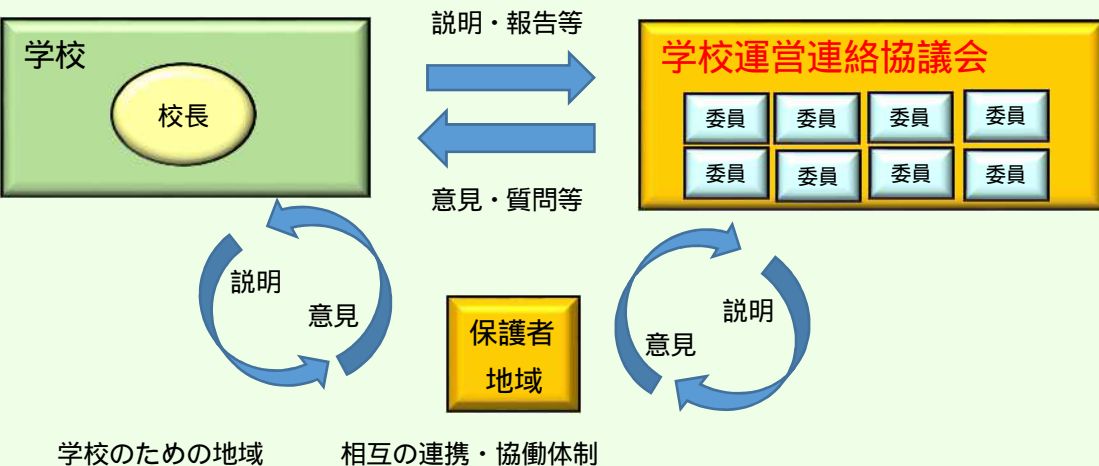 説明・報告等
学校
学校運営連絡協議会
校長
委員 委員 委員 委員
委員 委員 委員 委員
意見・質問等
説明
意見
保護者
地域
説明
意見
学校のための地域 相互の連携・協働体制